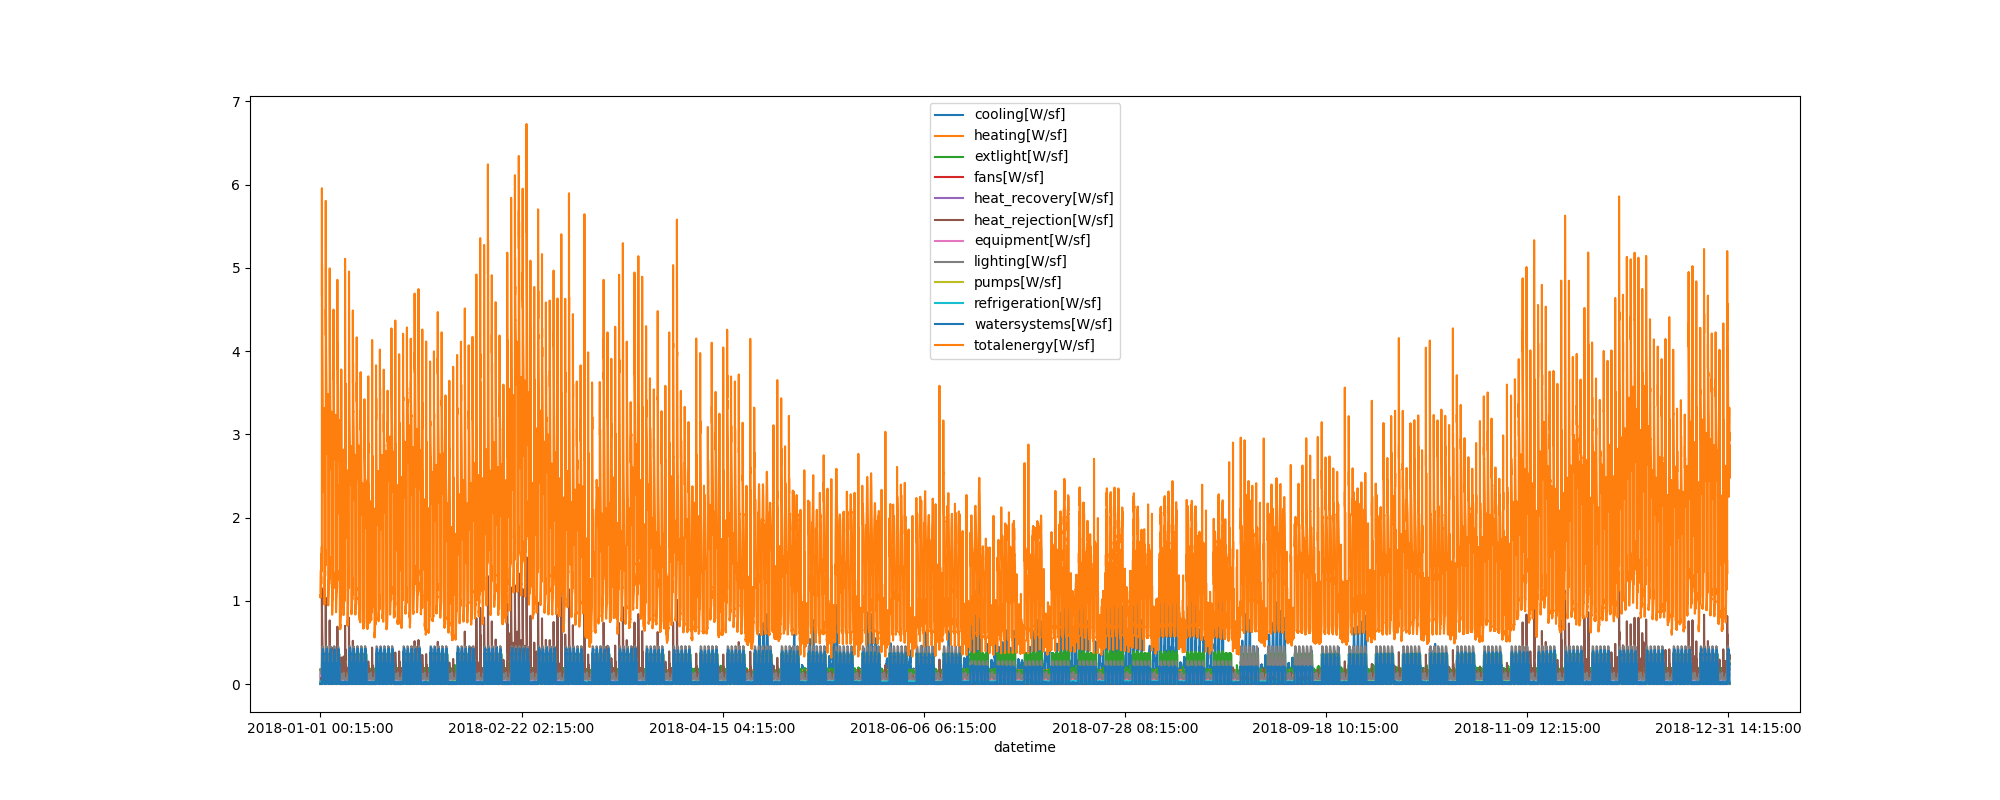 7
6
5
4
3
2
1
0
cooling[W/sf]
heating[W/sf]
extlight[W/sf]
fans[W/sf]
heat_recovery[W/sf]
heat_rejection[W/sf]
equipment[W/sf]
lighting[W/sf]
pumps[W/sf]
refrigeration[W/sf]
watersystems[W/sf]
totalenergy[W/sf]
2018-01-01 00:15:00 2018-02-22 02:15:00 2018-04-15 04:15:00 2018-06-06 06:15:00 2018-07-28 08:15:00 2018-09-18 10:15:00 2018-11-09 12:15:00 2018-12-31 14:15:00
datetime